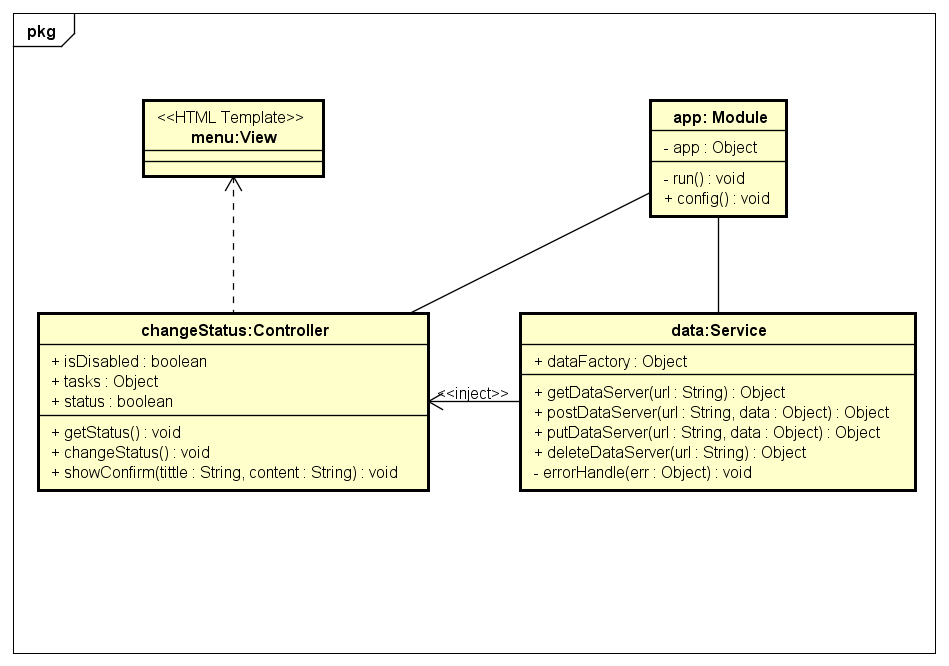 pkg
<<HTML Template>>
menu:View
app: Module
- app : Object
- run() : void
+ config() : void
changeStatus:Controller
+ isDisabled : boolean
+ tasks : Object
+ status : boolean
+ getStatus() : void
+ changeStatus() : void
+ showConfirm(tittle : String, content : String) : void
<<inject>>
data:Service
+ dataFactory : Object
+ getDataServer(url : String) : Object
+ postDataServer(url : String, data : Object) : Object
+ putDataServer(url : String, data : Object) : Object
+ deleteDataServer(url : String) : Object
- errorHandle(err : Object) : void